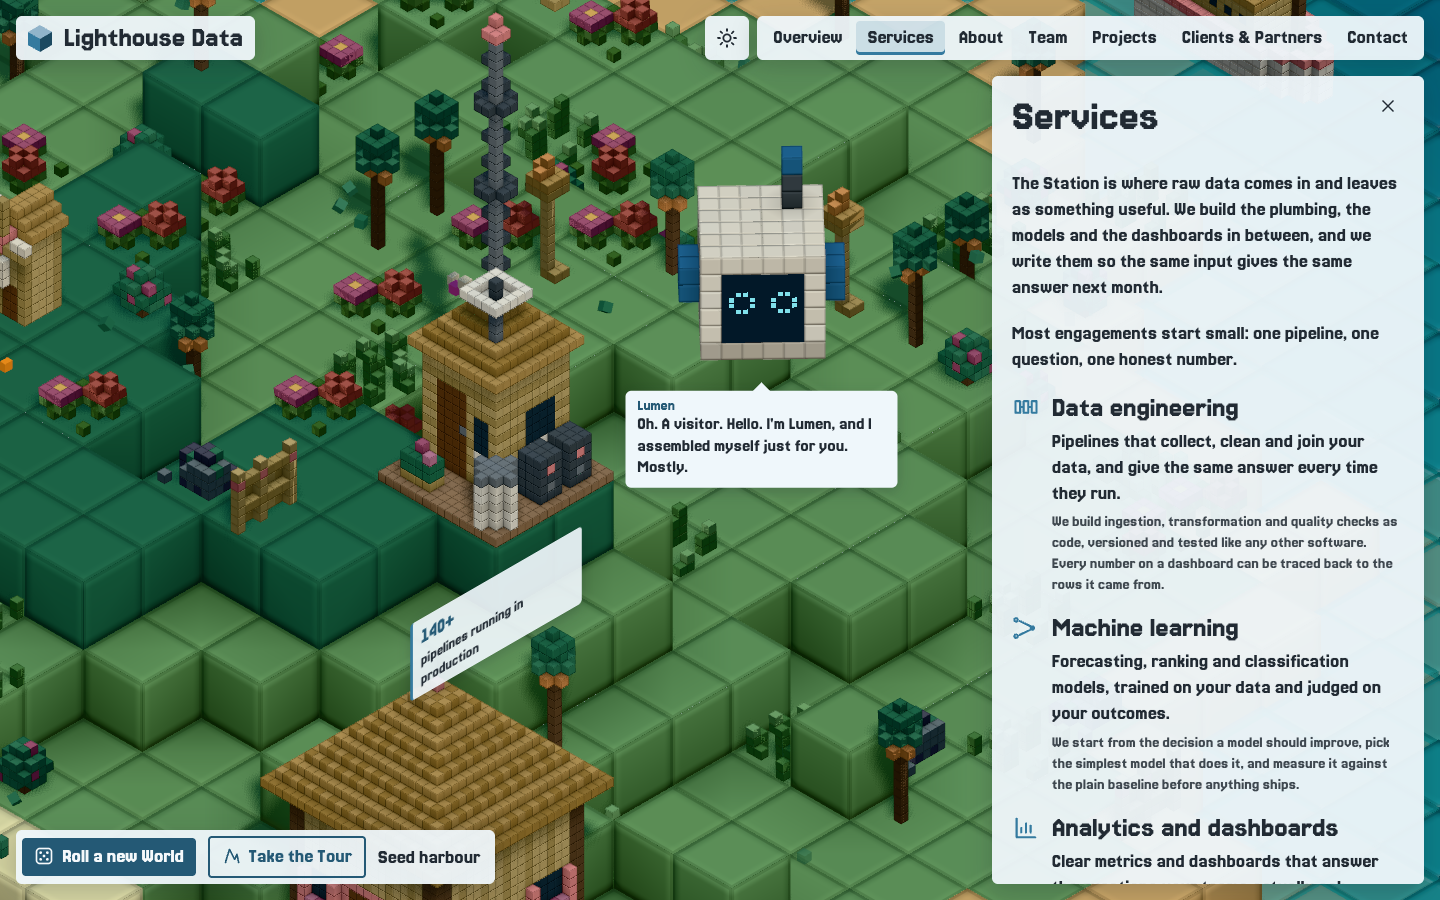 Lighthouse Data
Overview
Services
About
Team
Projects
Clients & Partners
Contact
Services
The Station is where raw data comes in and leaves
as something useful. We build the plumbing, the
models and the dashboards in between, and we
write them so the same input gives the same
answer next month.
Most engagements start small: one pipeline, one
question, one honest number.
Data engineering
Pipelines that collect, clean and join your
data, and give the same answer every time
they run.
We build ingestion, transformation and quality checks as
code, versioned and tested like any other software.
Every number on a dashboard can be traced back to the
rows it came from.
Machine learning
Forecasting, ranking and classification
models, trained on your data and judged on
your outcomes.
We start from the decision a model should improve, pick
the simplest model that does it, and measure it against
the plain baseline before anything ships.
Analytics and dashboards
Clear metrics and dashboards that answer
Lumen
Oh. A visitor. Hello. I'm Lumen, and I
assembled myself just for you.
Mostly.
140+
pipelines running in
production
Roll a new World
Take the Tour
Seed harbour